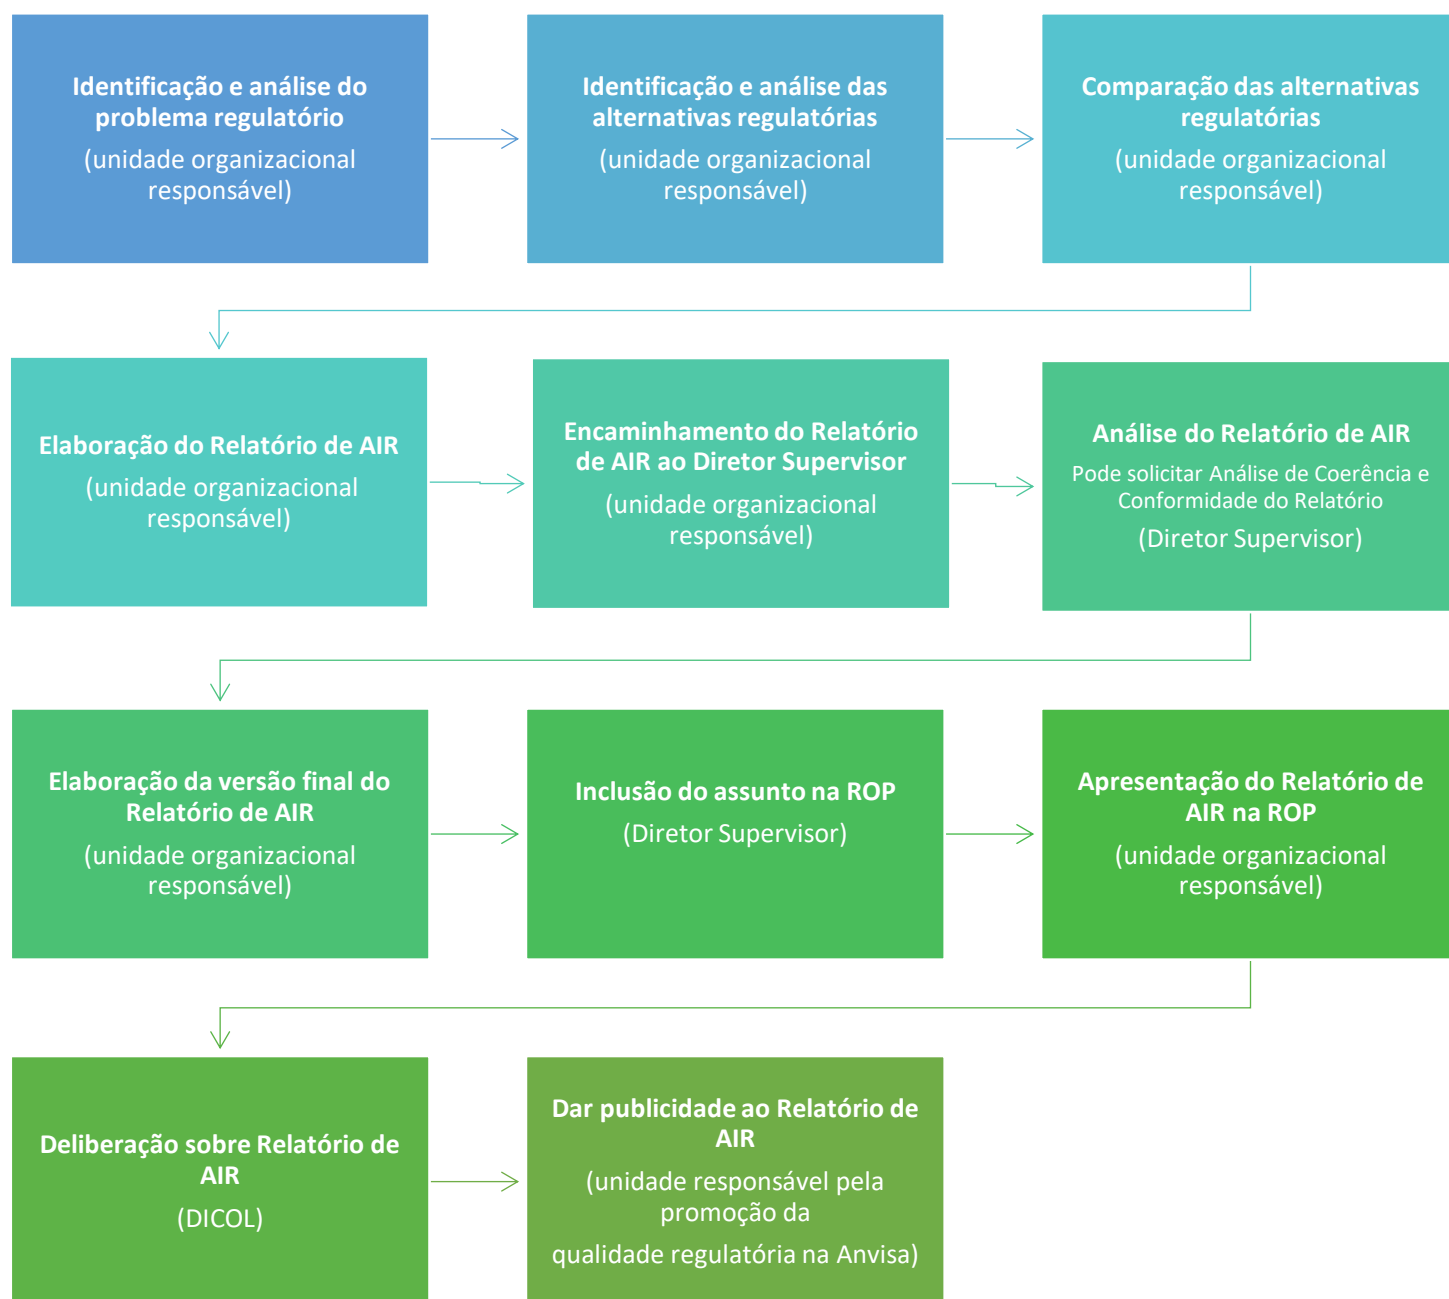 Identificação e análise do
problema regulatório
(unidade organizacional
responsável)
Identificação e análise das
alternativas regulatórias
(unidade organizacional
responsável)
Comparação das alternativas
regulatórias
(unidade organizacional
responsável)
Elaboração do Relatório de AIR
(unidade organizacional
responsável)
Encaminhamento do Relatório
de AIR ao Diretor Supervisor
(unidade organizacional
responsável)
Análise do Relatório de AIR
Pode solicitar Análise de Coerência e
Conformidade do Relatório
(Diretor Supervisor)
Elaboração da versão final do
Relatório de AIR
(unidade organizacional
responsável)
Inclusão do assunto na ROP
(Diretor Supervisor)
Apresentação do Relatório de
AIR na ROP
(unidade organizacional
responsável)
Deliberação sobre Relatório de
AIR
(DICOL)
Dar publicidade ao Relatório de
AIR
(unidade responsável pela
promoção da
qualidade regulatória na Anvisa)